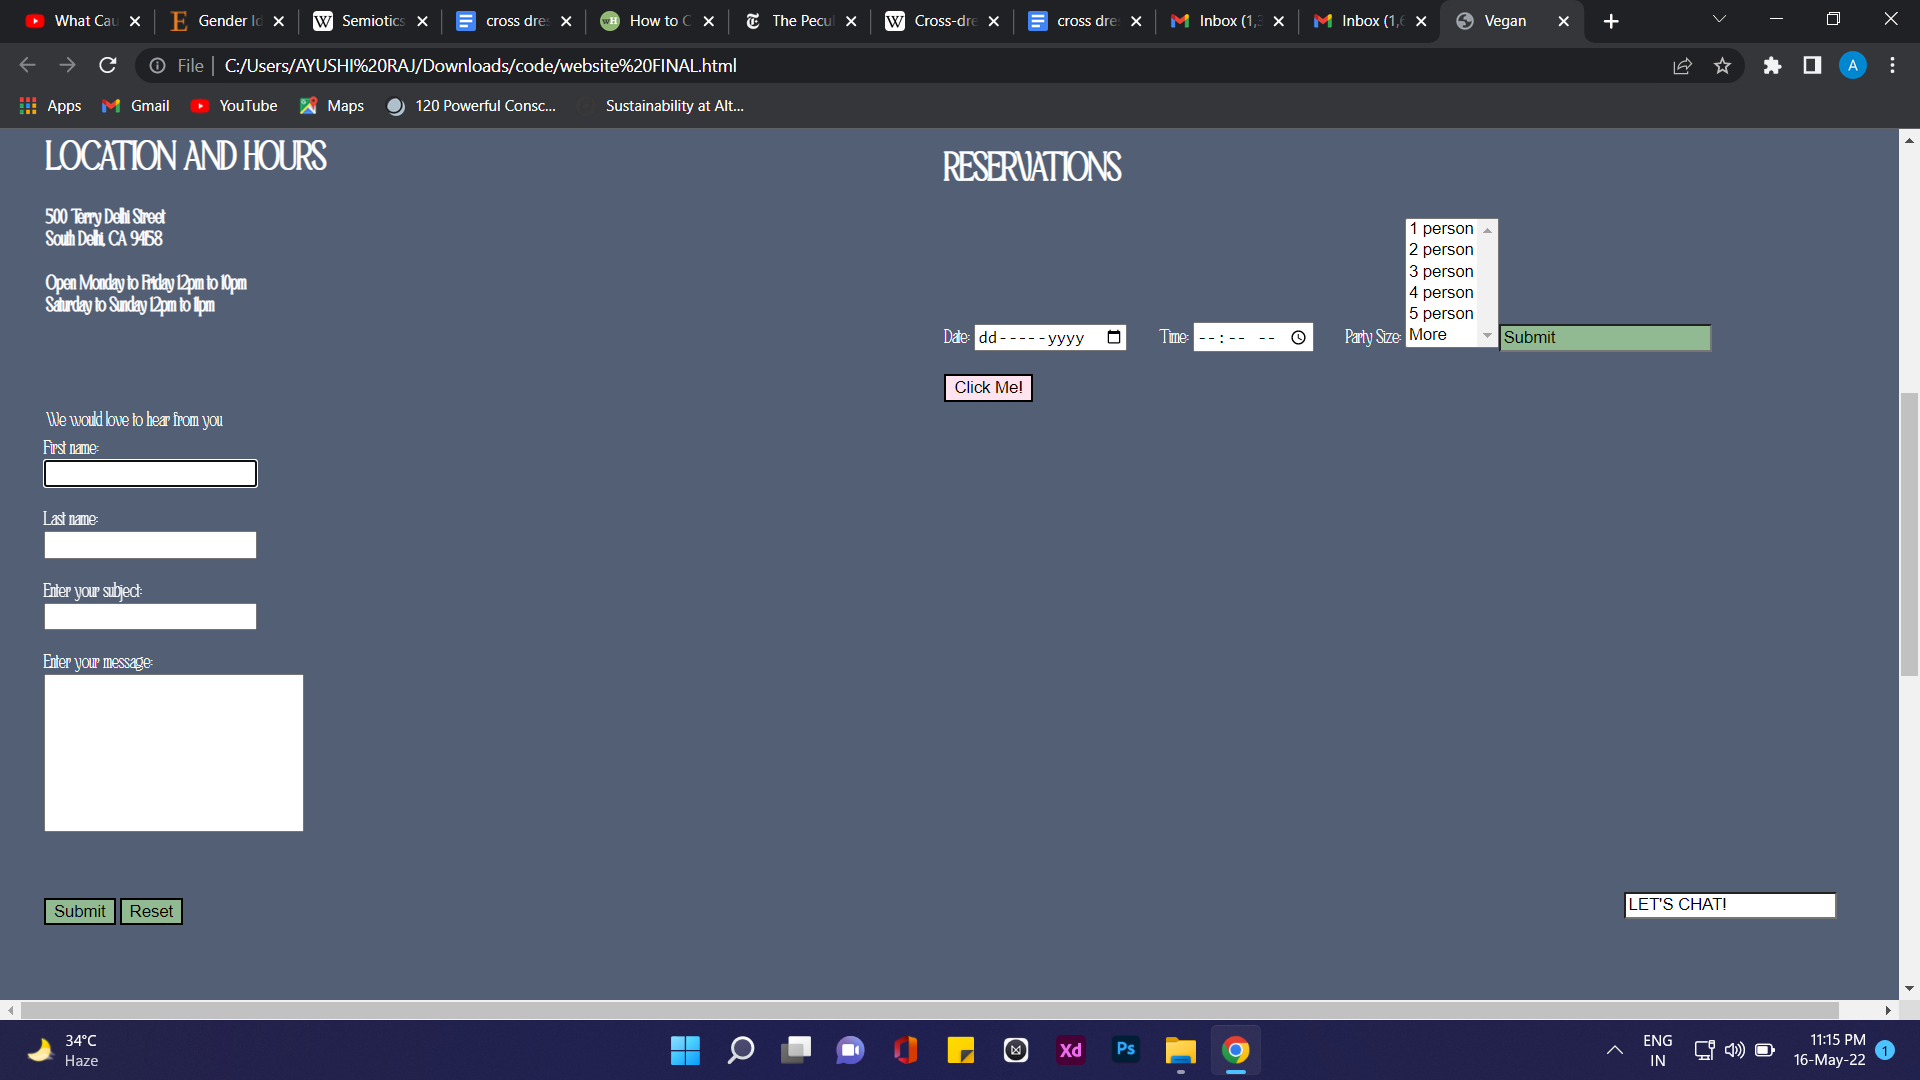 What Cau
Gender Id
Semiotics
cross dres
How to C
The Pecul
Cross-dre
cross dre
Inbox (1,3
Inbox (1,6
Vegan
File
C:/Users/AYUSHI%20RAJ/Downloads/code/website%20FINAL.html
A
Apps
Gmail
YouTube
Maps
120 Powerful Consc...
Sustainability at Alt...
LOCATION AND HOURS
500 Terry Delhi Street
South Delhi, CA 94158
Open Monday to Friday 12pm to 10pm
Saturday to Sunday 12pm to 11pm
We would love to hear from you
First name:
Last name:
Enter your subject:
Enter your message:
Submit Reset
RESERVATIONS
1 person
2 person
3 person
4 person
5 person
More
Date: dd-----yyyy Time: --:-- -- Party Size: Submit
Click Me!
LET'S CHAT!
34°C
Haze
Xd
Ps
ENG
IN
11:15 PM
16-May-22
1